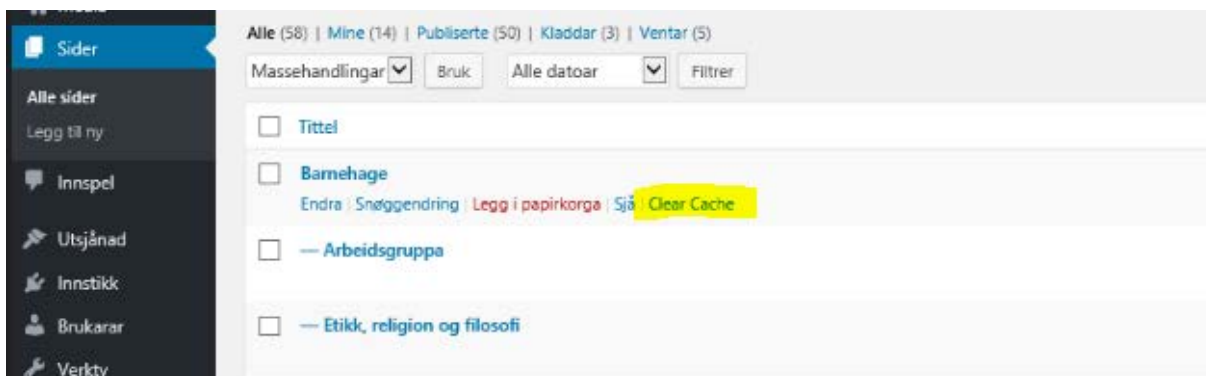 Media
Sider
Alle sider
Legg til ny
Innspel
Utsjånad
Innstikk
Brukarar
Verkty
Alle (58) | Mine (14) | Publiserte (50) | Kladdar (3) | Ventar (5)
Massehandlingar Bruk Alle datoar Filtrer
Tittel
Barnehage
Endra | Snøggendring | Legg i papirkorga | Sjå | Clear Cache
— Arbeidsgruppa
— Etikk, religion og filosofi